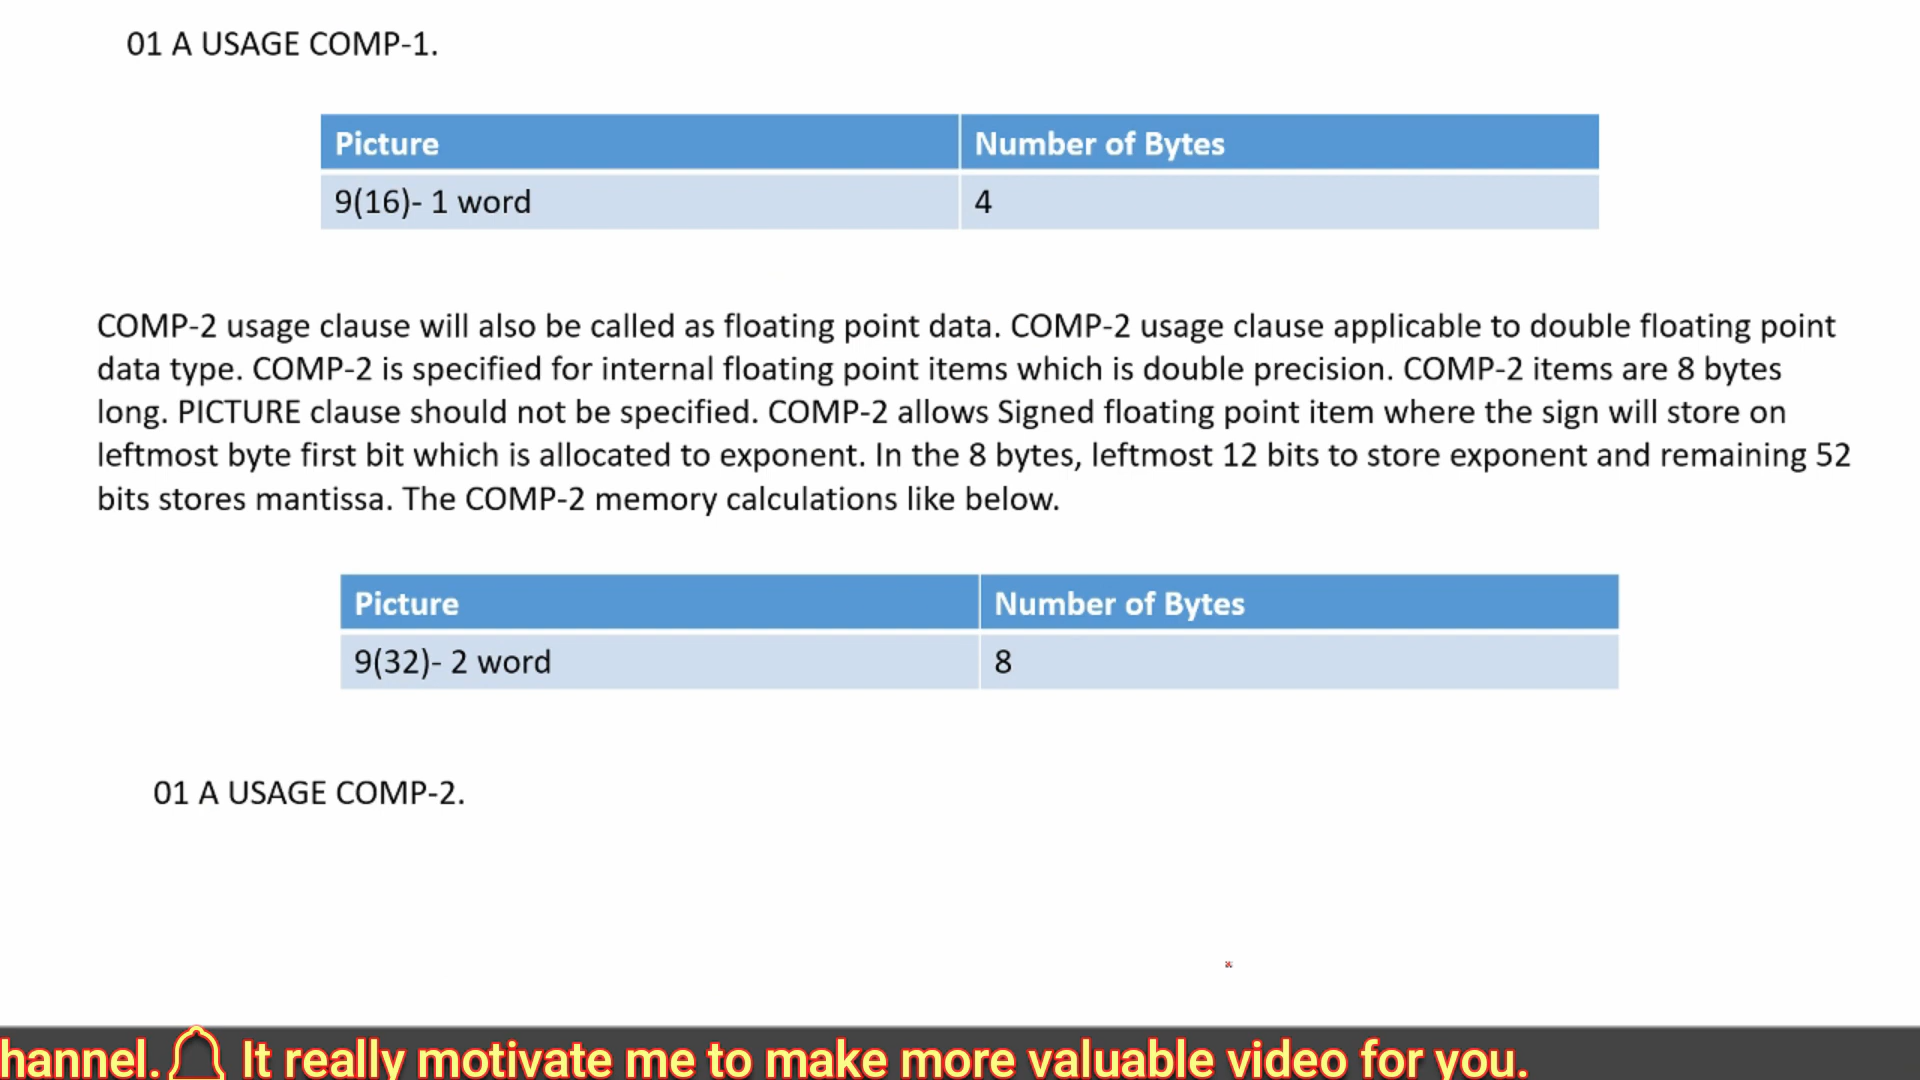 01 A USAGE COMP-1.
Picture Number of Bytes
9(16)- 1 word 4
COMP-2 usage clause will also be called as floating point data. COMP-2 usage clause applicable to double floating point
data type. COMP-2 is specified for internal floating point items which is double precision. COMP-2 items are 8 bytes
long. PICTURE clause should not be specified. COMP-2 allows Signed floating point item where the sign will store on
leftmost byte first bit which is allocated to exponent. In the 8 bytes, leftmost 12 bits to store exponent and remaining 52
bits stores mantissa. The COMP-2 memory calculations like below.
Picture Number of Bytes
9(32)- 2 word 8
01 A USAGE COMP-2.
hannel. It really motivate me to make more valuable video for you.